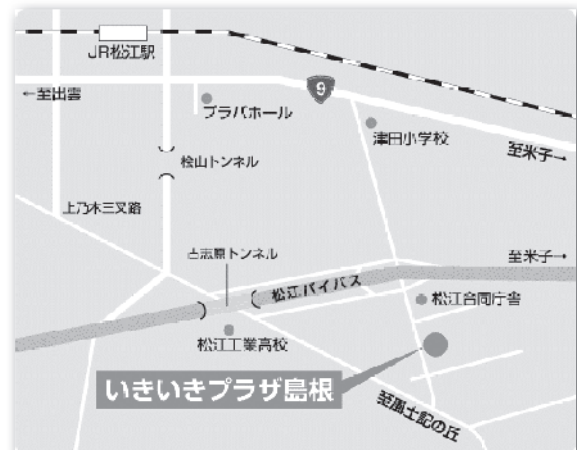 JR松江駅
9
←至出雲
プラバホール
津田小学校
至米子→
桧山トンネル
上乃木三叉路
古志原トンネル
至米子→
松江バイパス
松江合同庁舎
松江工業高校
いきいきプラザ島根
至風土記の丘